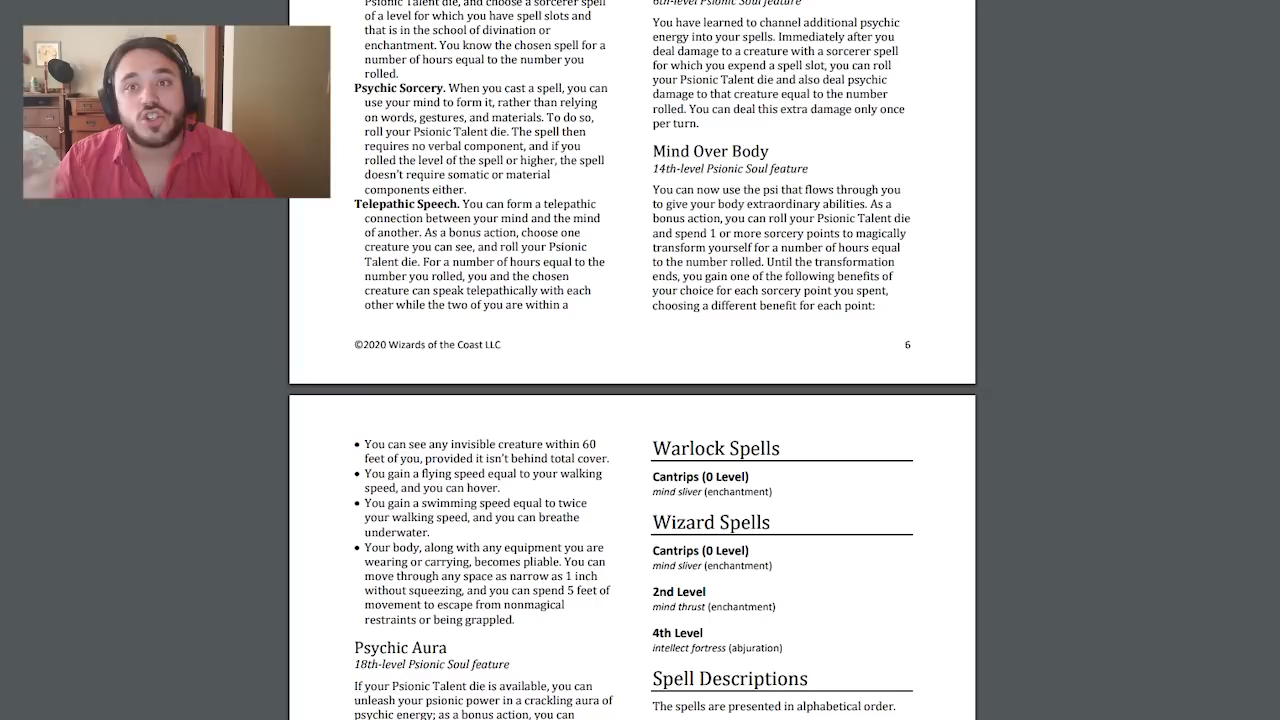 Psionic Talent die, and choose a sorcerer spell
of a level for which you have spell slots and
that is in the school of divination or
enchantment. You know the chosen spell for a
number of hours equal to the number you
rolled.
Psychic Sorcery. When you cast a spell, you can
use your mind to form it, rather than relying
on words, gestures, and materials. To do so,
roll your Psionic Talent die. The spell then
requires no verbal component, and if you
rolled the level of the spell or higher, the spell
doesn't require somatic or material
components either.
Telepathic Speech. You can form a telepathic
connection between your mind and the mind
of another. As a bonus action, choose one
creature you can see, and roll your Psionic
Talent die. For a number of hours equal to the
number you rolled, you and the chosen
creature can speak telepathically with each
other while the two of you are within a
6th-level Psionic Soul feature
You have learned to channel additional psychic
energy into your spells. Immediately after you
deal damage to a creature with a sorcerer spell
for which you expend a spell slot, you can roll
your Psionic Talent die and also deal psychic
damage to that creature equal to the number
rolled. You can deal this extra damage only once
per turn.
Mind Over Body
14th-level Psionic Soul feature
You can now use the psi that flows through you
to give your body extraordinary abilities. As a
bonus action, you can roll your Psionic Talent die
and spend 1 or more sorcery points to magically
transform yourself for a number of hours equal
to the number rolled. Until the transformation
ends, you gain one of the following benefits of
your choice for each sorcery point you spent,
choosing a different benefit for each point:
©2020 Wizards of the Coast LLC
6
• You can see any invisible creature within 60
feet of you, provided it isn't behind total cover.
• You gain a flying speed equal to your walking
speed, and you can hover.
• You gain a swimming speed equal to twice
your walking speed, and you can breathe
underwater.
• Your body, along with any equipment you are
wearing or carrying, becomes pliable. You can
move through any space as narrow as 1 inch
without squeezing, and you can spend 5 feet of
movement to escape from nonmagical
restraints or being grappled.
Psychic Aura
18th-level Psionic Soul feature
If your Psionic Talent die is available, you can
unleash your psionic power in a crackling aura of
psychic energy; as a bonus action, you can
Warlock Spells
Cantrips (0 Level)
mind sliver (enchantment)
Wizard Spells
Cantrips (0 Level)
mind sliver (enchantment)
2nd Level
mind thrust (enchantment)
4th Level
intellect fortress (abjuration)
Spell Descriptions
The spells are presented in alphabetical order.